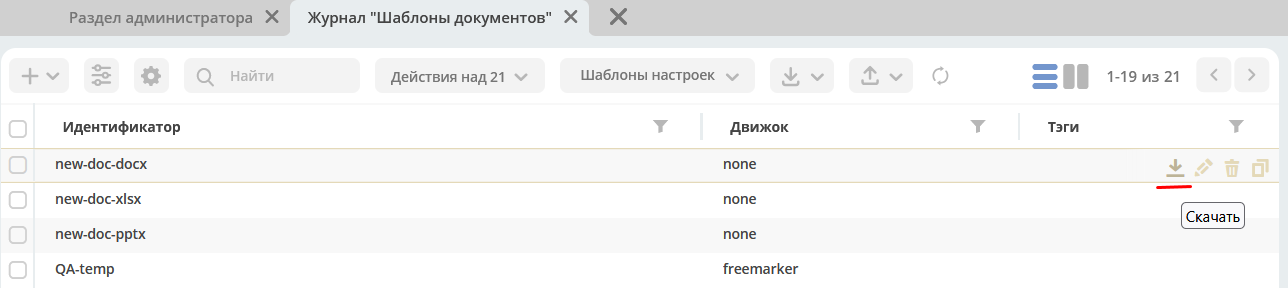 Раздел администратора
Журнал "Шаблоны документов"
Найти
Действия над 21
Шаблоны настроек
1-19 из 21
Идентификатор Движок Тэги
new-doc-docx none
Скачать
new-doc-xlsx none
new-doc-pptx none
QA-temp freemarker